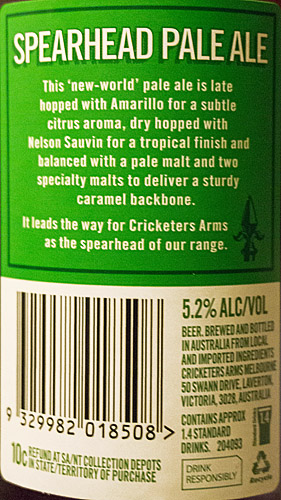 SPEARHEAD PALE ALE
This 'new-world' pale ale is late
hopped with Amarillo for a subtle
citrus aroma, dry hopped with
Nelson Sauvin for a tropical finish and
balanced with a pale malt and two
specialty malts to deliver a sturdy
caramel backbone.
It leads the way for Cricketers Arms
as the spearhead of our range.
5.2% ALC/VOL
BEER. BREWED AND BOTTLED
IN AUSTRALIA FROM LOCAL
AND IMPORTED INGREDIENTS
CRICKETERS ARMS MELBOURNE
50 SWANN DRIVE, LAVERTON,
VICTORIA, 3028, AUSTRALIA
CONTAINS APPROX
1.4 STANDARD
DRINKS. 204093
1.4
DRINK
RESPONSIBLY
Recycle
9 329982 018508 >
10c REFUND AT SA/NT COLLECTION DEPOTS
IN STATE/TERRITORY OF PURCHASE